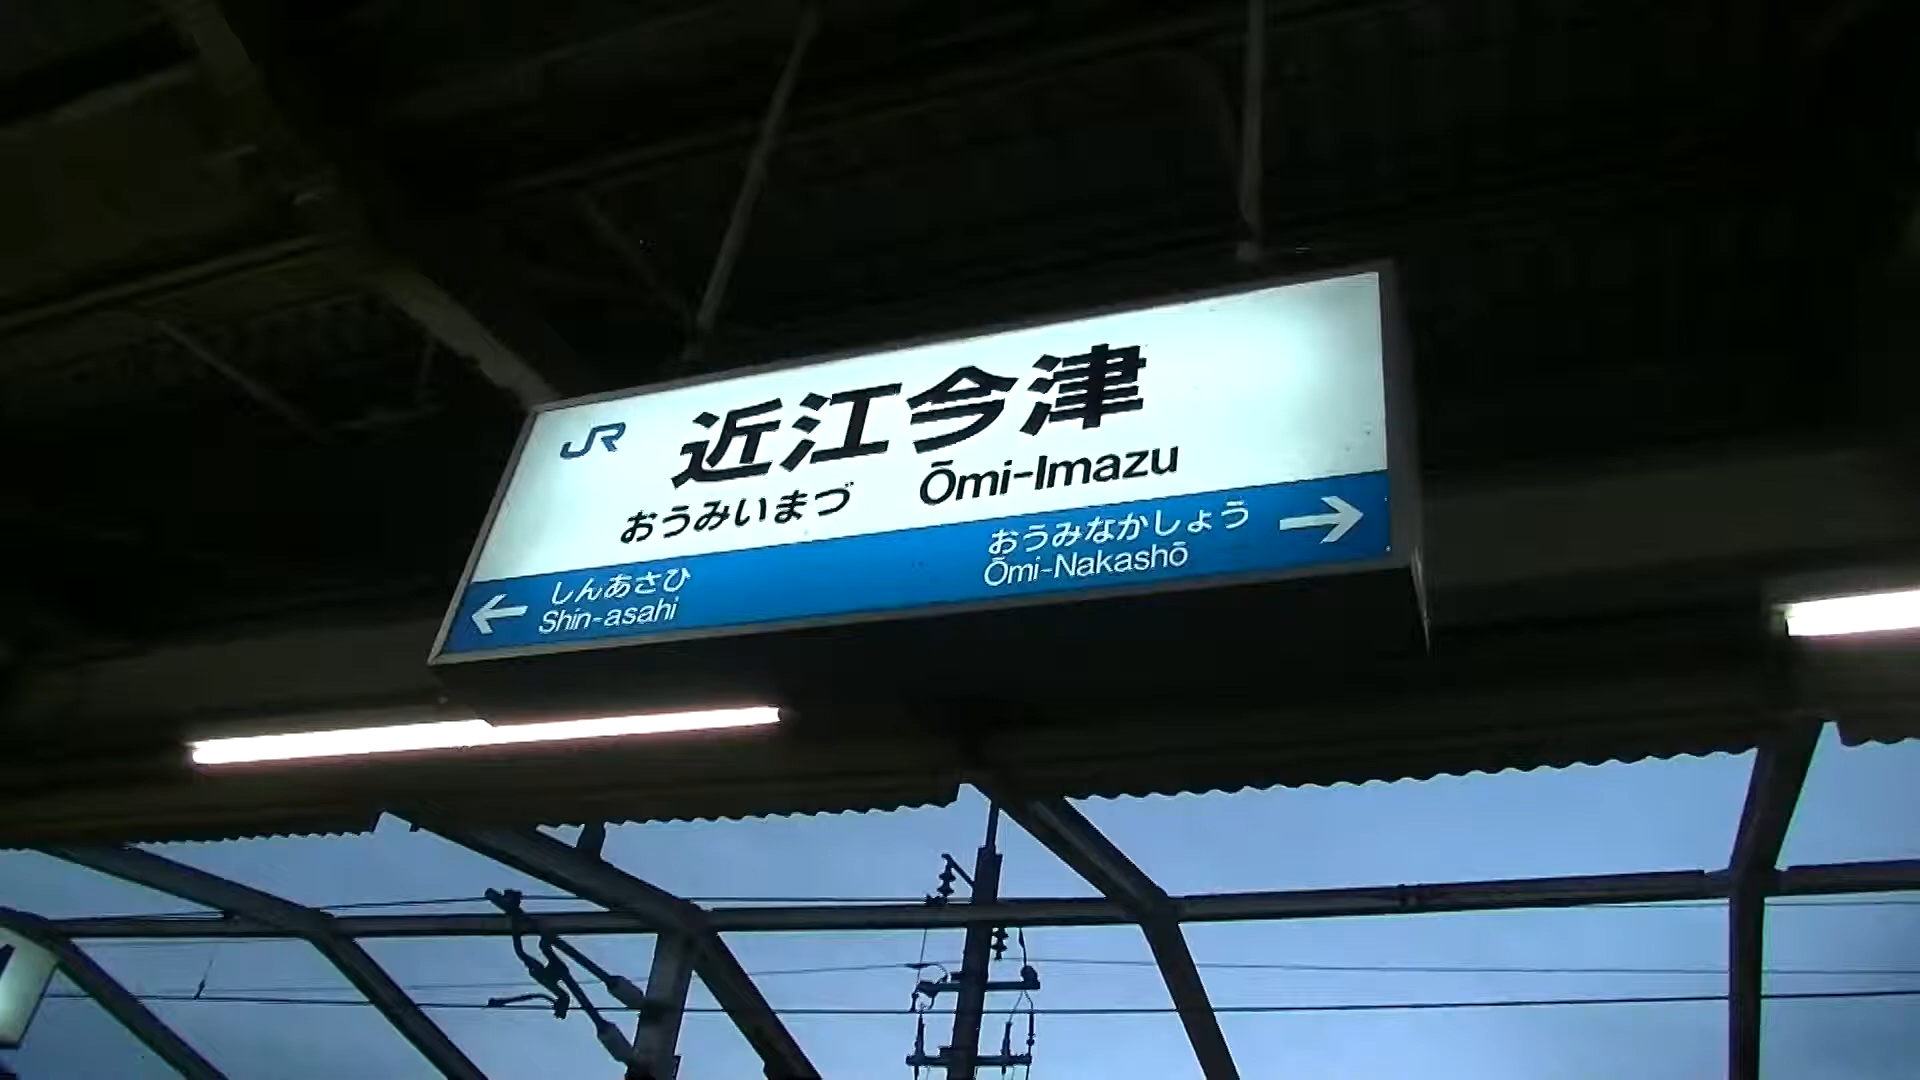 JR 近江今津
おうみいまづ Ōmi-Imazu
しんあさひ
Shin-asahi
おうみなかしょう
Ōmi-Nakashō